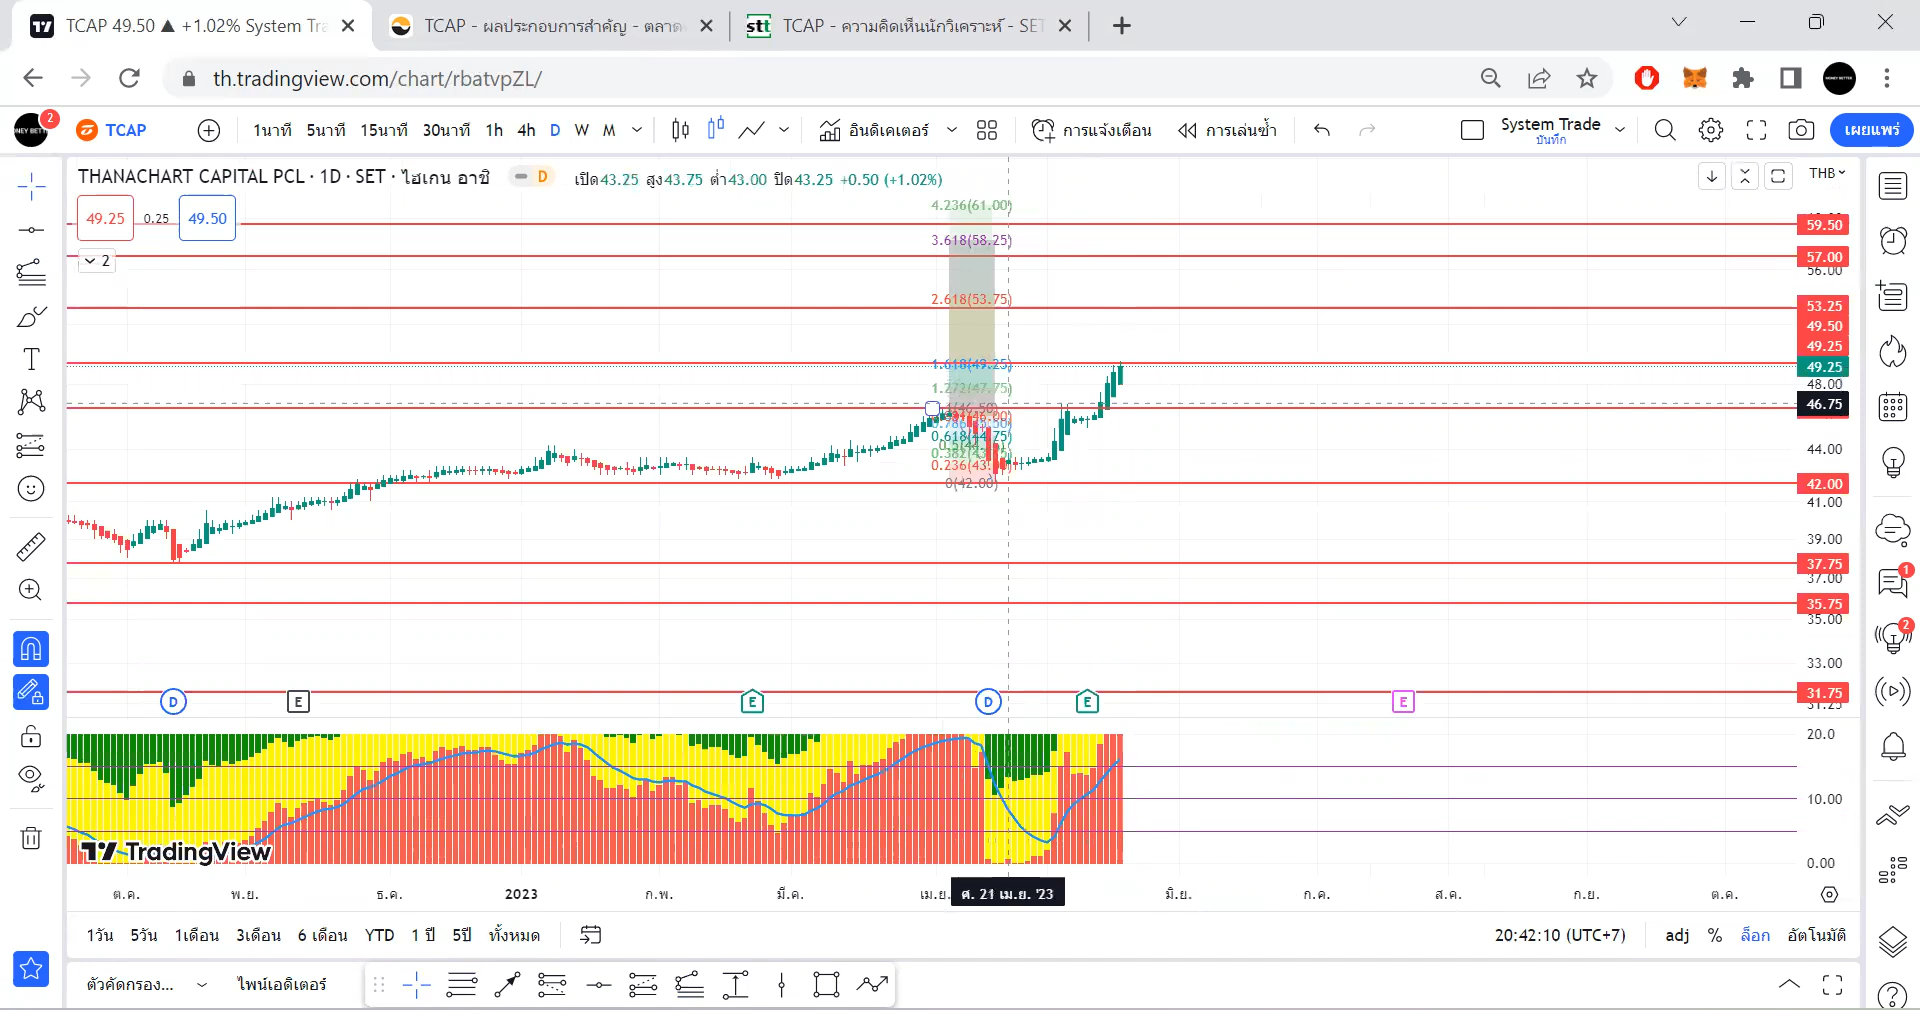 TCAP 49.50 ▲ +1.02% System Tra
TCAP - ผลประกอบการสำคัญ - ตลาด
stt TCAP - ความคิดเห็นนักวิเคราะห์ - SET
th.tradingview.com/chart/rbatvpZL/
2
TCAP 1นาที 5นาที 15นาที 30นาที 1h 4h D W M อินดิเคเตอร์ การแจ้งเตือน การเล่นซ้ำ System Trade บันทึก เผยแพร่
THANACHART CAPITAL PCL · 1D · SET · ไฮเกน อาชิ D เปิด43.25 สูง43.75 ต่ำ43.00 ปิด43.25 +0.50 (+1.02%)
THB
49.25 0.25 49.50
2
4.236(61.00)
3.618(58.25)
2.618(53.75)
1.618(49.25)
1.272(47.75)
0.618(44.75)
0.236(43.00)
0(42.00)
59.50
57.00
56.00
53.25
49.50
49.25
49.25
48.00
46.75
44.00
42.00
41.00
39.00
37.75
37.00
35.75
35.00
33.00
31.75
31.25
D E E D E E
20.0
10.00
0.00
TradingView
ต.ค. พ.ย. ธ.ค. 2023 ก.พ. มี.ค. เม.ย. ศ. 21 เม.ย. '23 มิ.ย. ก.ค. ส.ค. ก.ย. ต.ค.
1วัน 5วัน 1เดือน 3เดือน 6 เดือน YTD 1 ปี 5ปี ทั้งหมด 20:42:10 (UTC+7) adj % ล็อก อัตโนมัติ
ตัวคัดกรอง... ไพน์เอดิเตอร์
1
2